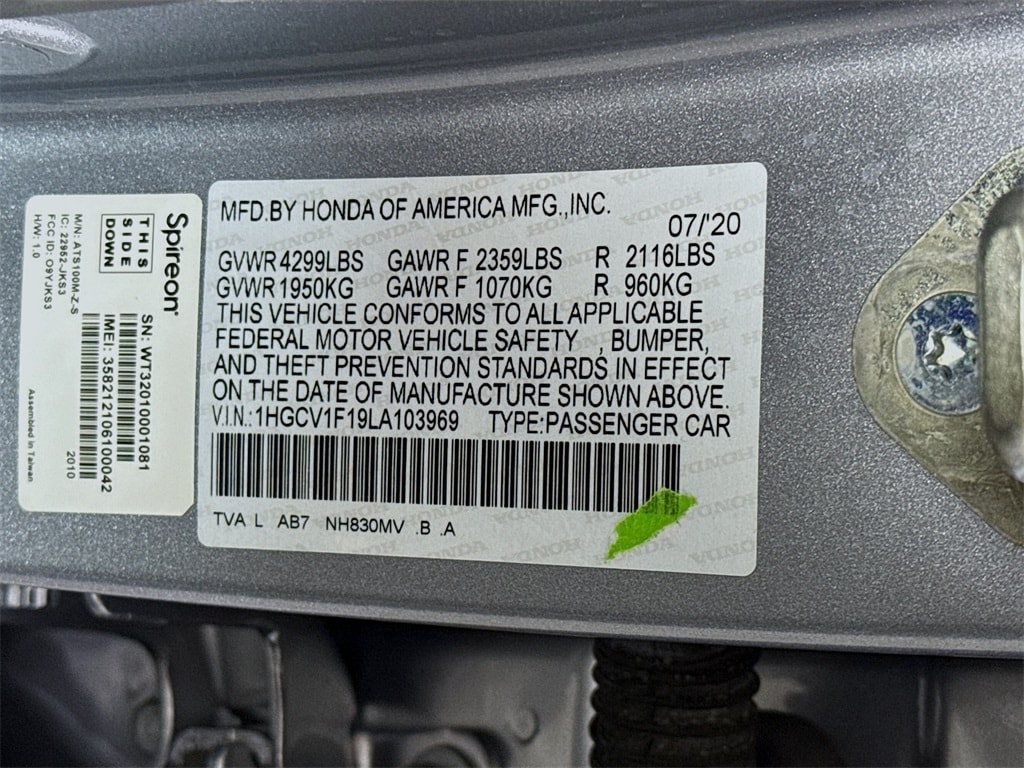 MFD.BY HONDA OF AMERICA MFG.,INC.
07/'20
GVWR 4299LBS GAWR F 2359LBS R 2116LBS
GVWR 1950KG GAWR F 1070KG R 960KG
THIS VEHICLE CONFORMS TO ALL APPLICABLE
FEDERAL MOTOR VEHICLE SAFETY , BUMPER,
AND THEFT PREVENTION STANDARDS IN EFFECT
ON THE DATE OF MANUFACTURE SHOWN ABOVE.
V.I.N.:1HGCV1F19LA103969 TYPE:PASSENGER CAR
TVA L AB7 NH830MV .B .A
Spireon
THIS
SIDE
DOWN
M/N: ATS100M-Z-S
IC: 22952-JKS3
FCC ID: O9YJKS3
H/W: 1.0
SN: WT32010001081
IMEI: 358212106100042
2010
Assembled in Taiwan